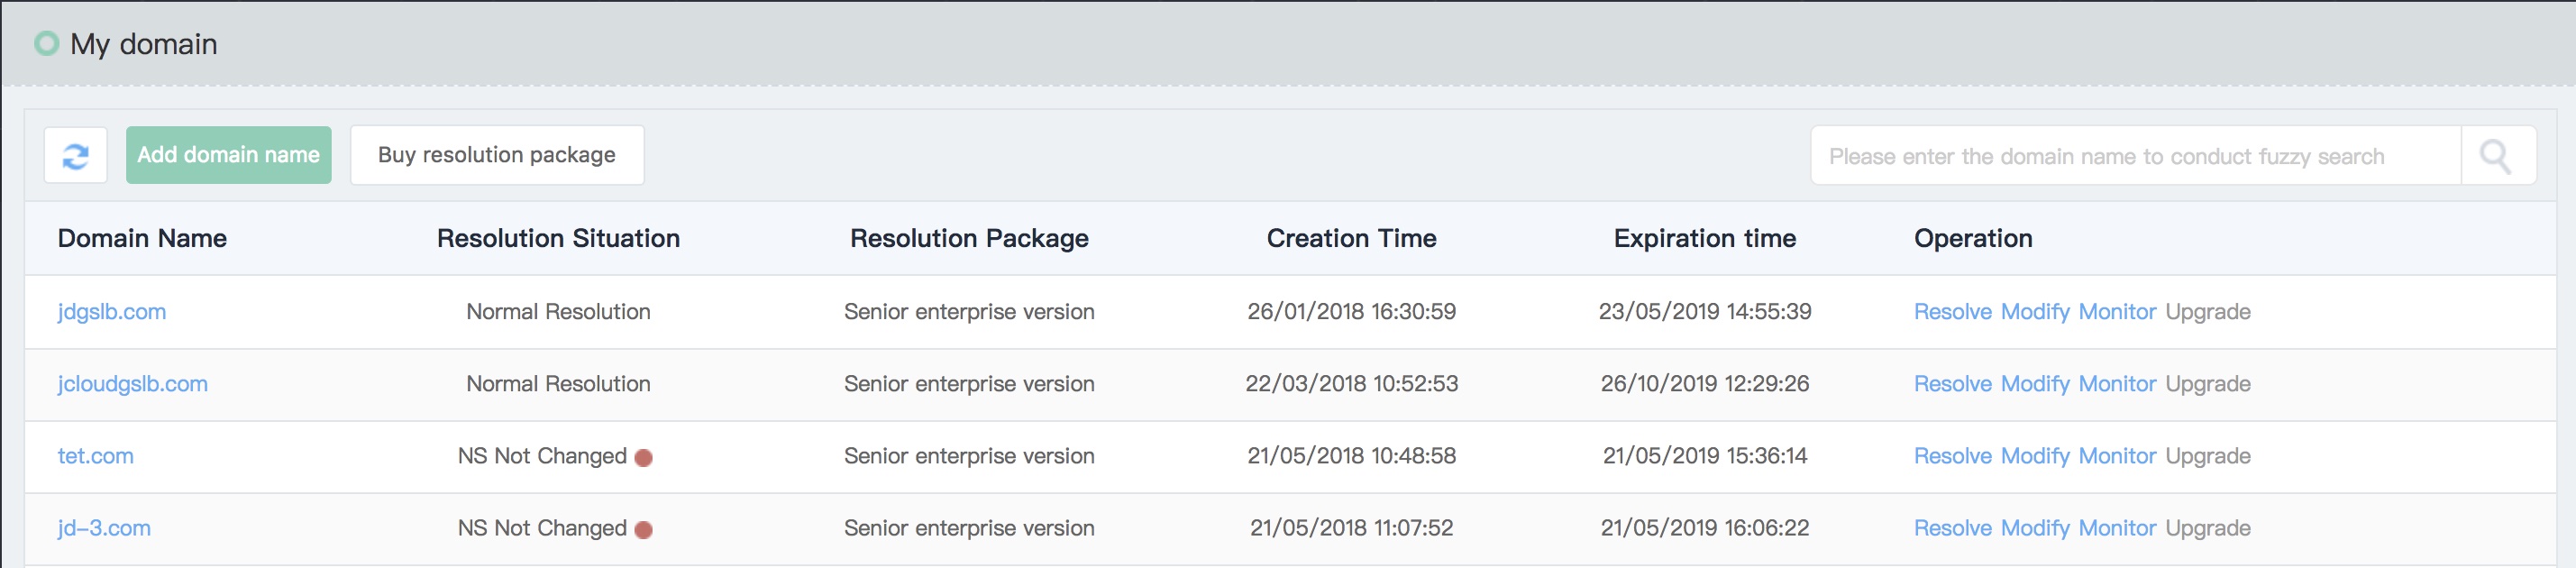 My domain
Add domain name Buy resolution package Please enter the domain name to conduct fuzzy search
Domain Name Resolution Situation Resolution Package Creation Time Expiration time Operation
jdgslb.com Normal Resolution Senior enterprise version 26/01/2018 16:30:59 23/05/2019 14:55:39 Resolve Modify Monitor Upgrade
jcloudgslb.com Normal Resolution Senior enterprise version 22/03/2018 10:52:53 26/10/2019 12:29:26 Resolve Modify Monitor Upgrade
tet.com NS Not Changed Senior enterprise version 21/05/2018 10:48:58 21/05/2019 15:36:14 Resolve Modify Monitor Upgrade
jd-3.com NS Not Changed Senior enterprise version 21/05/2018 11:07:52 21/05/2019 16:06:22 Resolve Modify Monitor Upgrade